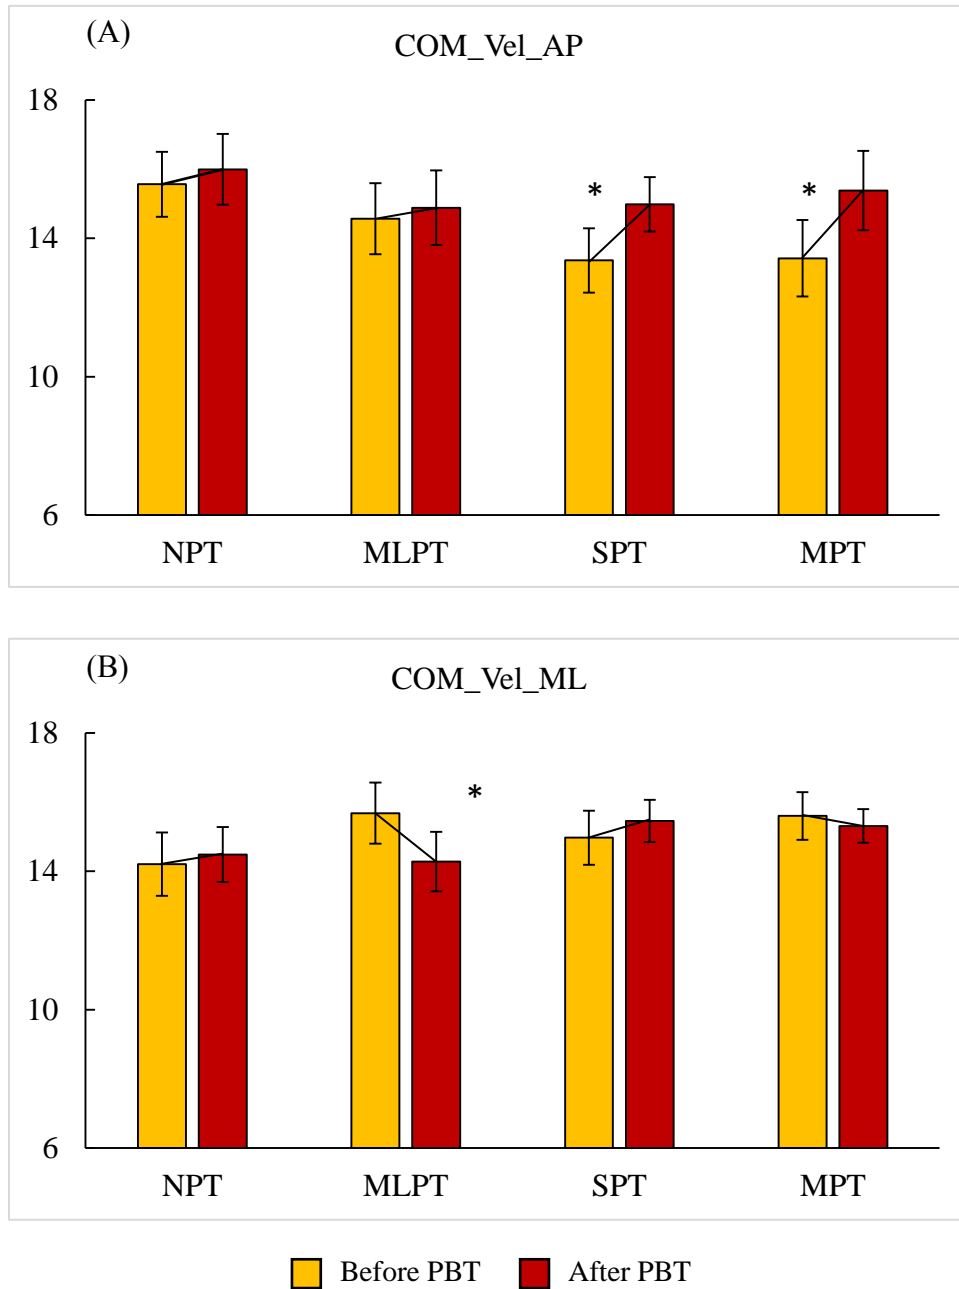 (A)
COM_Vel_AP
18
14
10
6
* *
NPT MLPT SPT MPT
(B)
COM_Vel_ML
18
14
10
6
*
NPT MLPT SPT MPT
Before PBT After PBT